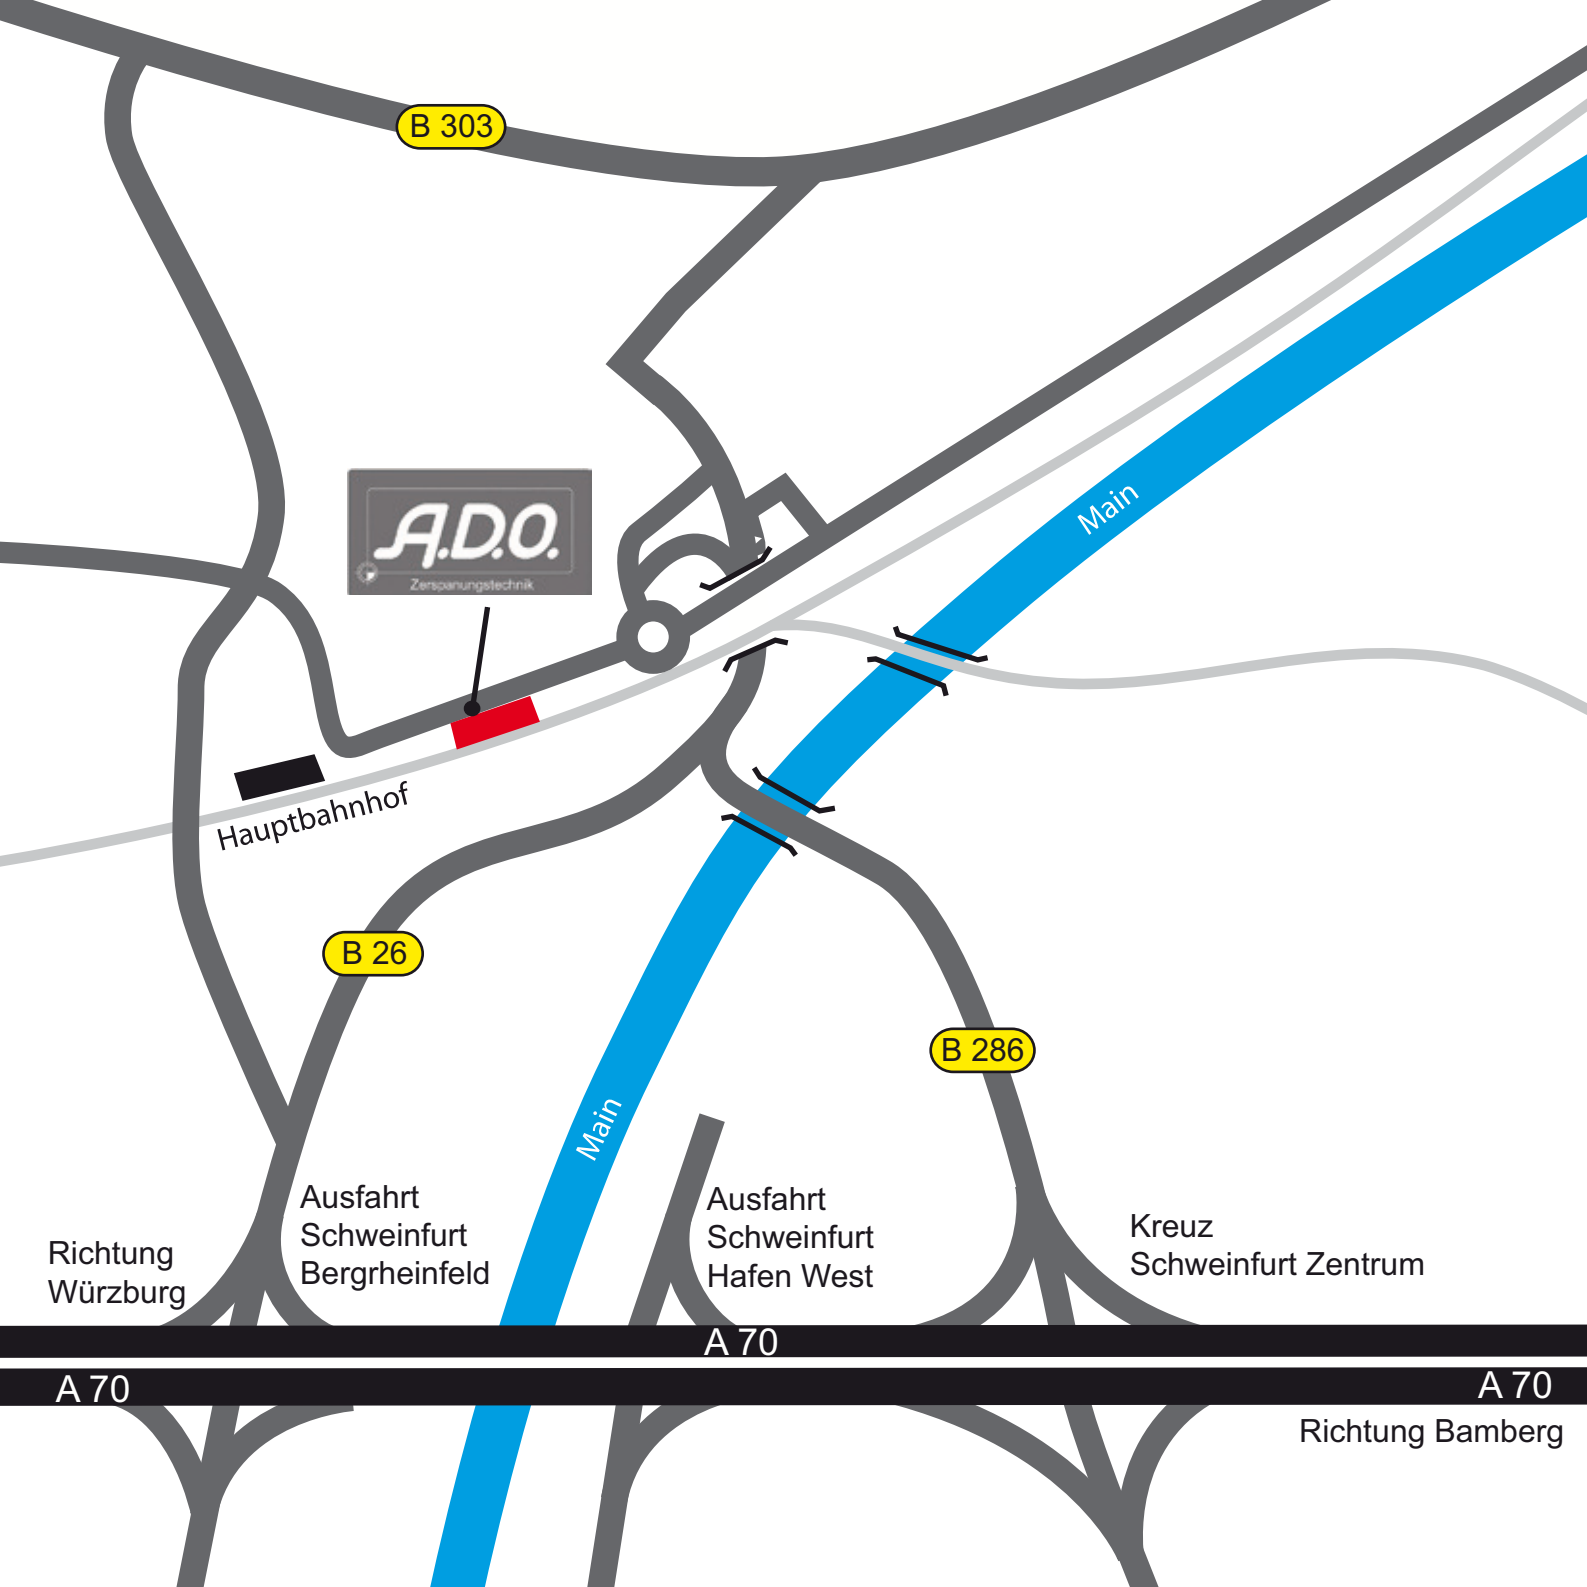 B 303
Main
A.D.O.
Zerspanungstechnik
Hauptbahnhof
B 26
B 286
Main
Ausfahrt
Schweinfurt
Bergrheinfeld
Ausfahrt
Schweinfurt
Hafen West
Kreuz
Schweinfurt Zentrum
Richtung
Würzburg
A 70
A 70
A 70
Richtung Bamberg